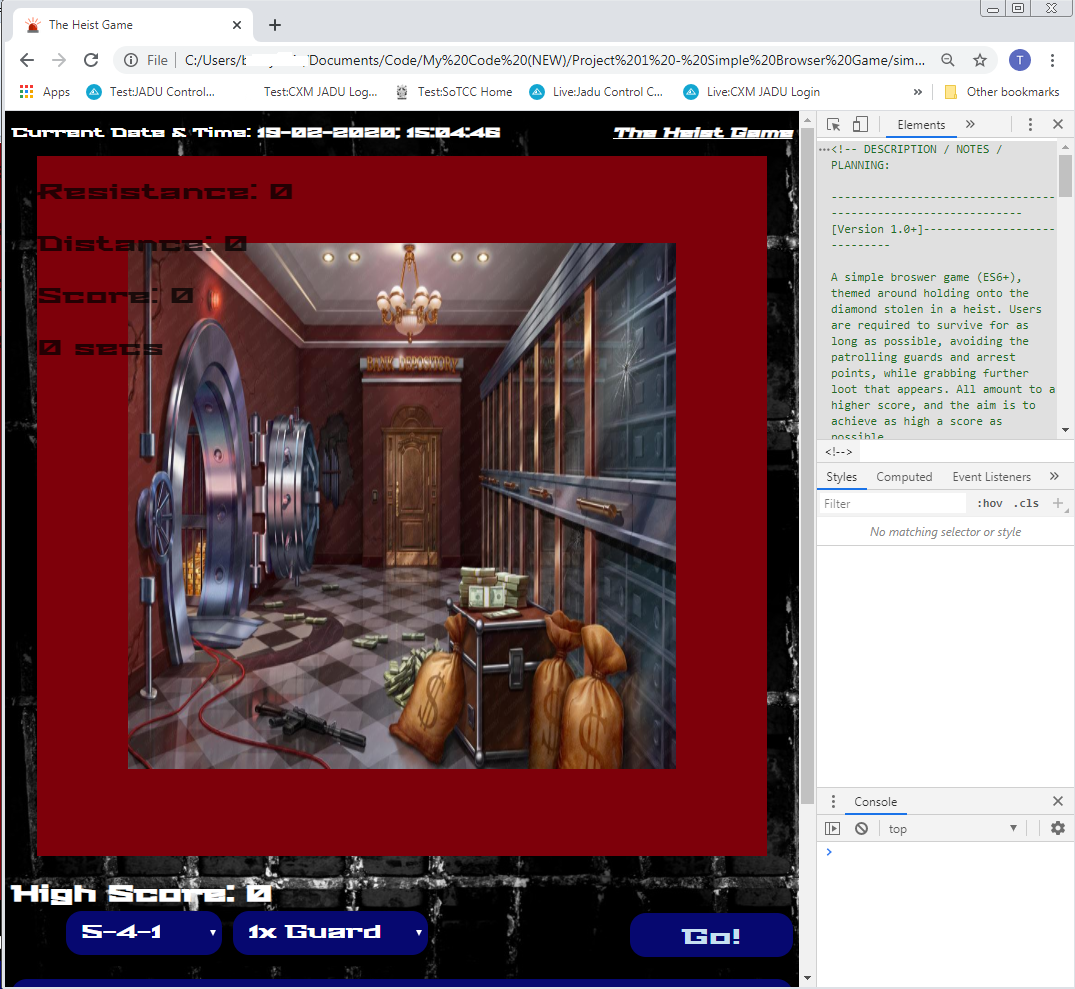 The Heist Game
File
C:/Users/b
/Documents/Code/My%20Code%20(NEW)/Project%201%20-%20Simple%20Browser%20Game/sim...
T
Apps
Test:JADU Control...
Test:CXM JADU Log...
Test:SoTCC Home
Live:Jadu Control C...
Live:CXM JADU Login
»
Other bookmarks
Current Date & Time: 19-02-2020; 15:04:46
The Heist Game
Resistance: 0
Distance: 0
Score: 0
0 secs
BANK DEPOSITORY
$
$
$
High Score: 0
5-4-1
1x Guard
Go!
Elements
»
...<!-- DESCRIPTION / NOTES /
PLANNING:
--------------------------------
---------------------------
[Version 1.0+]-------------------
---------
A simple broswer game (ES6+),
themed around holding onto the
diamond stolen in a heist. Users
are required to survive for as
long as possible, avoiding the
patrolling guards and arrest
points, while grabbing further
loot that appears. All amount to a
higher score, and the aim is to
achieve as high a score as
possible
<!-->
Styles
Computed
Event Listeners
»
Filter
:hov
.cls
+
No matching selector or style
Console
top
>